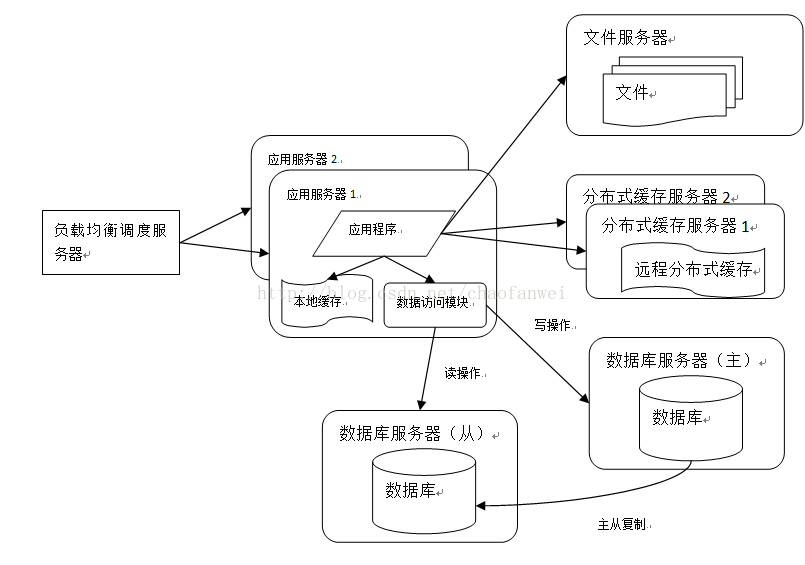 文件服务器
文件
应用服务器 2
应用服务器 1
分布式缓存服务器 2
分布式缓存服务器 1
负载均衡调度服
务器
应用程序
远程分布式缓存
http://blog.csdn.net/chaofanwei
本地缓存
数据访问模块
写操作
读操作
数据库服务器（主）
数据库
数据库服务器（从）
数据库
主从复制